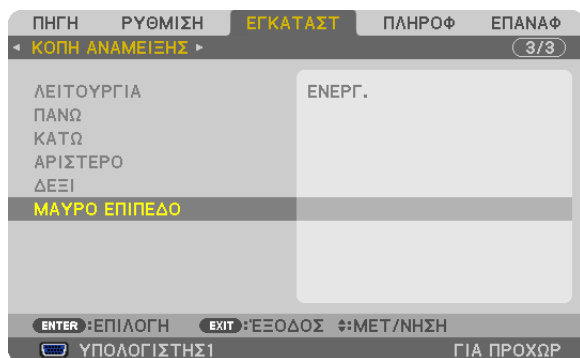 ΠΗΓΗ ΡΥΘΜΙΣΗ ΕΓΚΑΤΑΣΤ ΠΛΗΡΟΦ ΕΠΑΝΑΦ
◂ ΚΟΠΗ ΑΝΑΜΕΙΞΗΣ ▸ 3/3
ΛΕΙΤΟΥΡΓΙΑ ΕΝΕΡΓ.
ΠΑΝΩ
ΚΑΤΩ
ΑΡΙΣΤΕΡΟ
ΔΕΞΙ
ΜΑΥΡΟ ΕΠΙΠΕΔΟ
ENTER :ΕΠΙΛΟΓΗ EXIT :ΈΞΟΔΟΣ ♦:ΜΕΤ/ΝΗΣΗ
ΥΠΟΛΟΓΙΣΤΗΣ1 ΓΙΑ ΠΡΟΧΩΡ